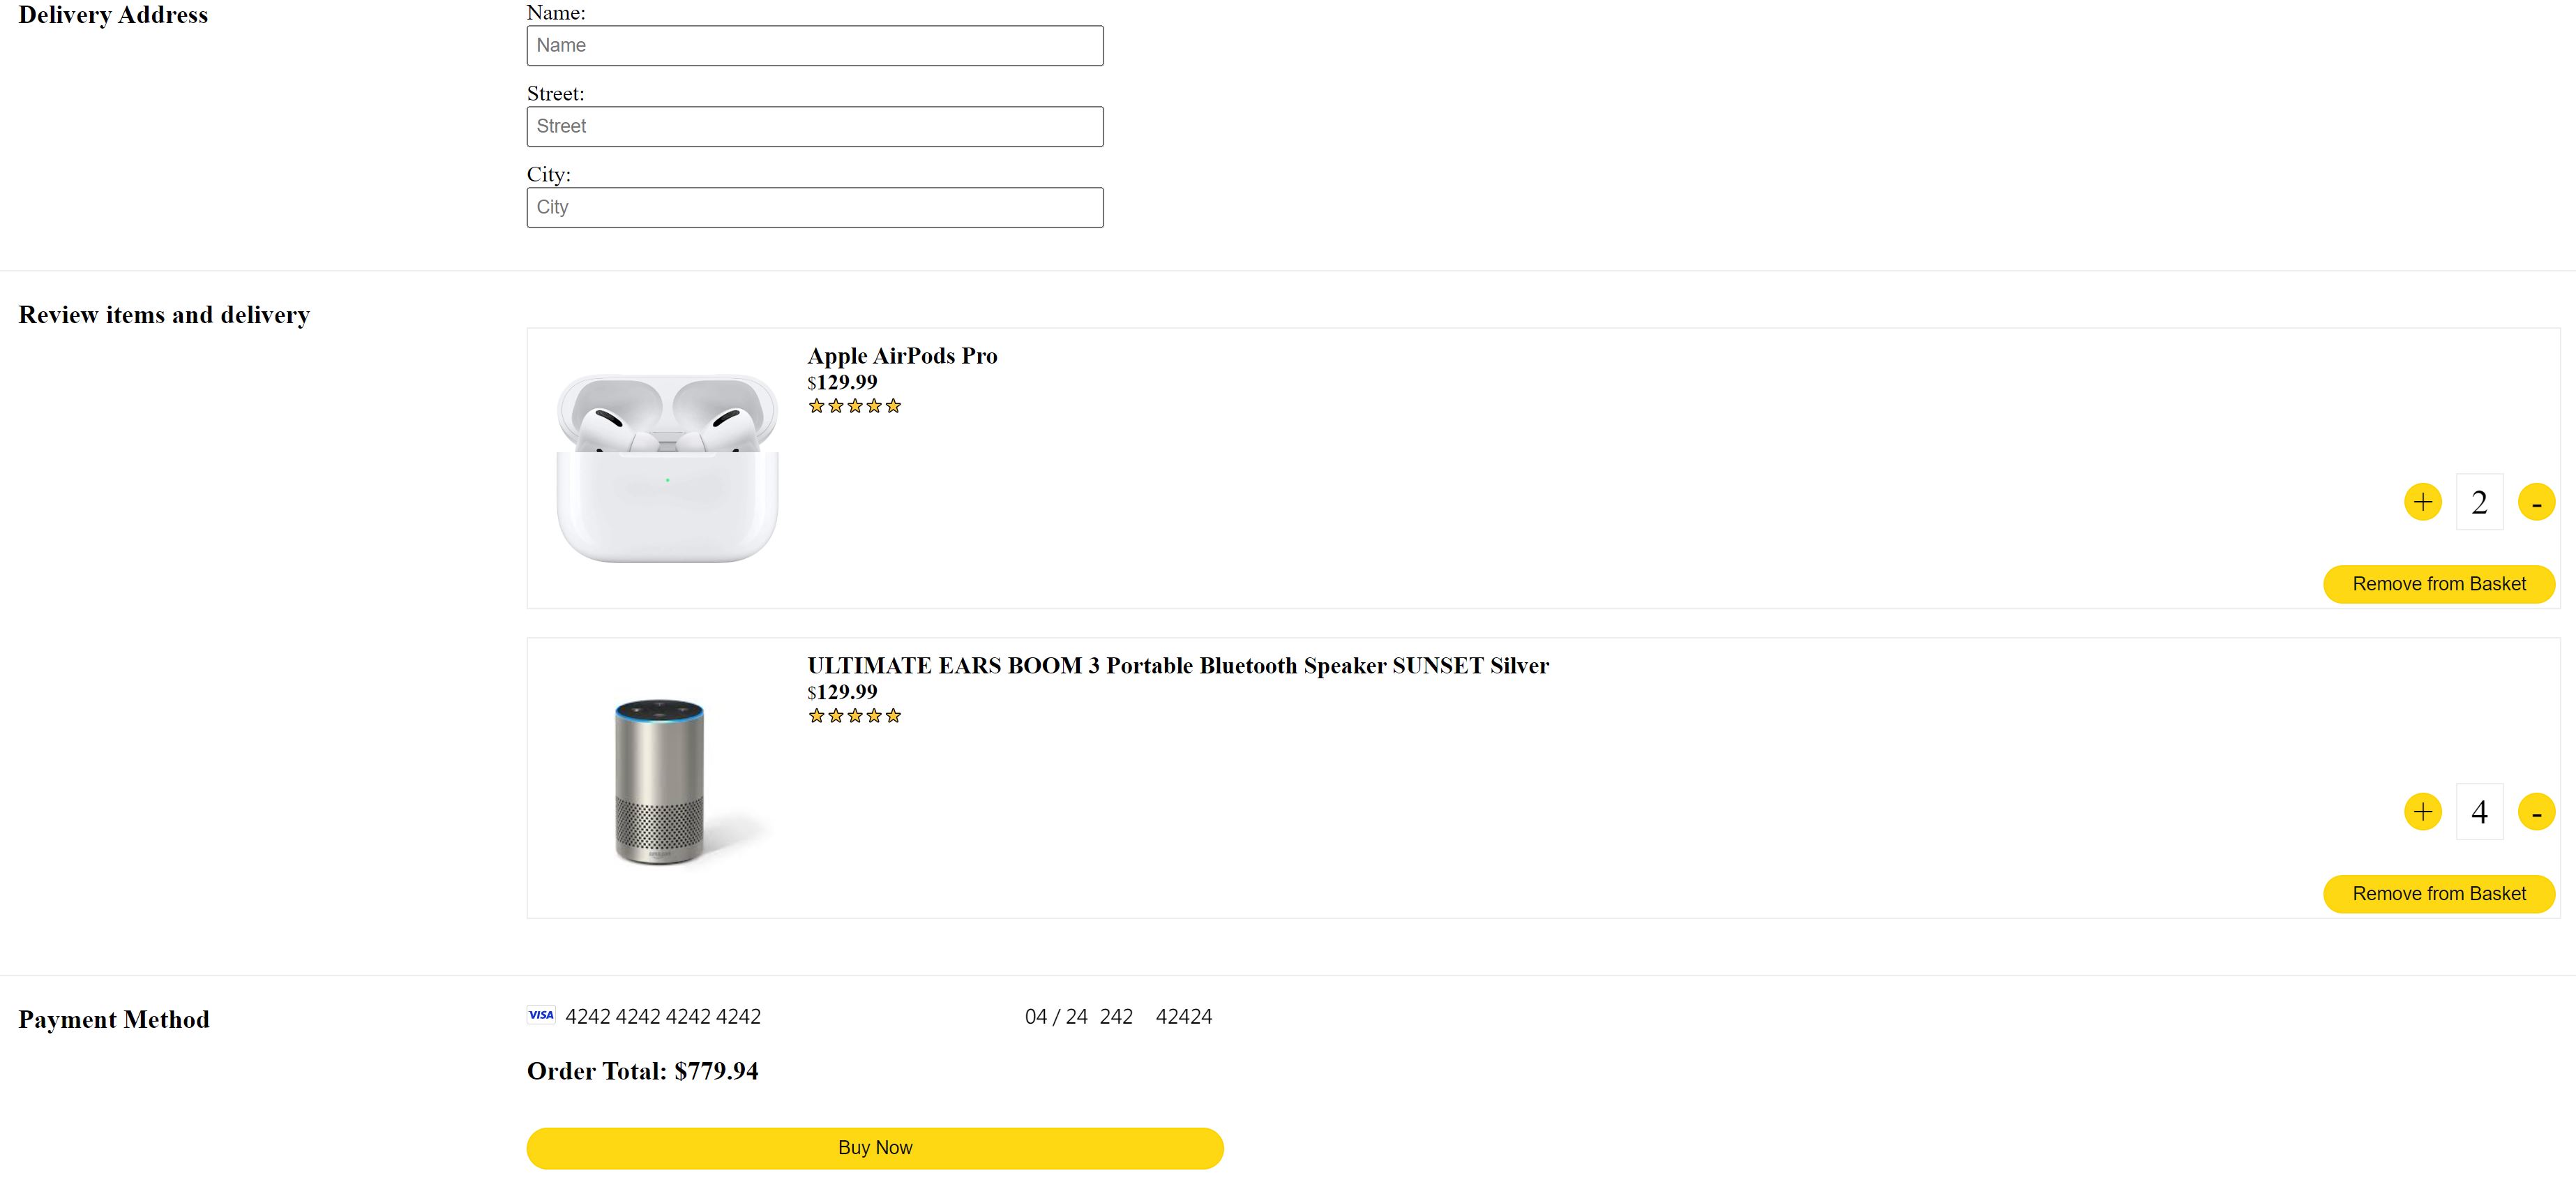 Delivery Address
Name:
Name
Street:
Street
City:
City
Review items and delivery
Apple AirPods Pro
$129.99
+ 2 -
Remove from Basket
ULTIMATE EARS BOOM 3 Portable Bluetooth Speaker SUNSET Silver
$129.99
amazon
+ 4 -
Remove from Basket
Payment Method
VISA 4242 4242 4242 4242 04 / 24 242 42424
Order Total: $779.94
Buy Now